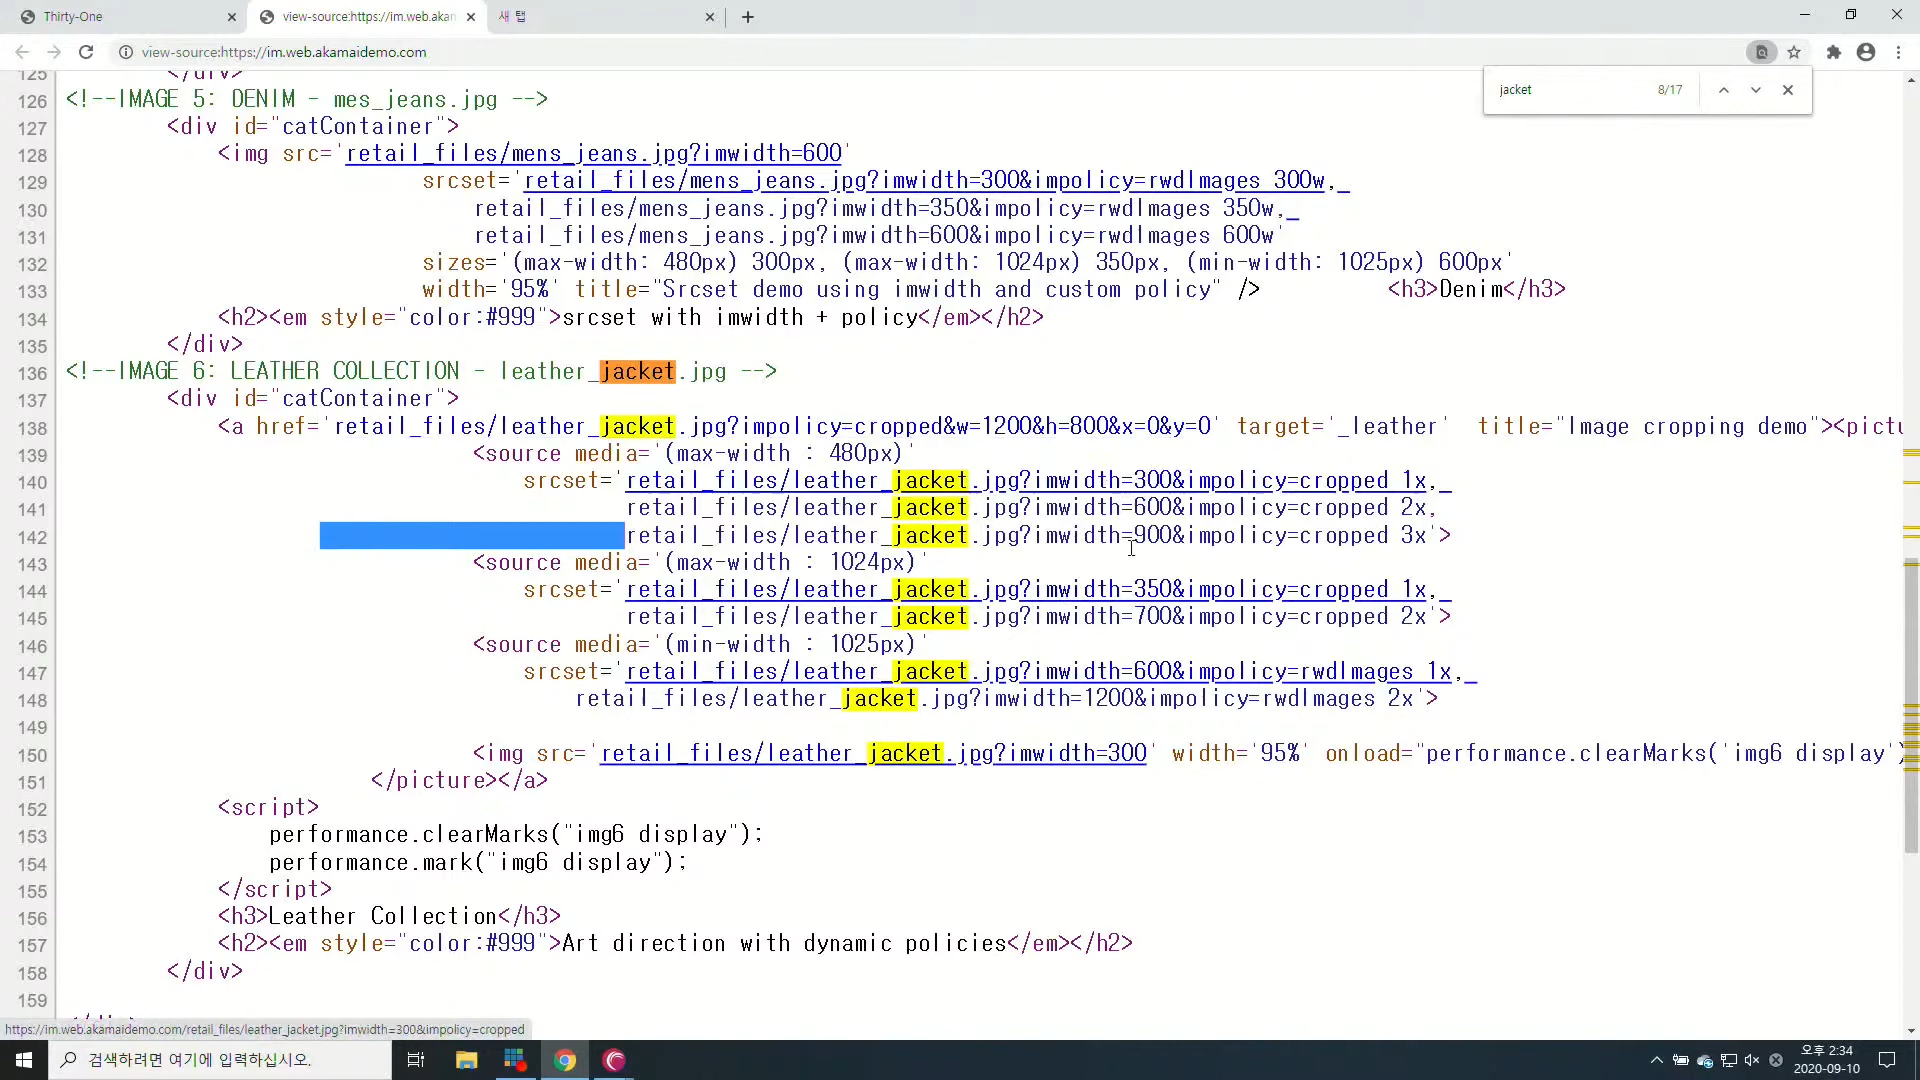 Thirty-One
view-source:https://im.web.akam
새 탭
view-source:https://im.web.akamaidemo.com
jacket
8/17
125 </div>
126 <!--IMAGE 5: DENIM - mes_jeans.jpg -->
127 <div id="catContainer">
128 <img src='retail_files/mens_jeans.jpg?imwidth=600'
129 srcset='retail_files/mens_jeans.jpg?imwidth=300&impolicy=rwdImages 300w,
130 retail_files/mens_jeans.jpg?imwidth=350&impolicy=rwdImages 350w,
131 retail_files/mens_jeans.jpg?imwidth=600&impolicy=rwdImages 600w'
132 sizes='(max-width: 480px) 300px, (max-width: 1024px) 350px, (min-width: 1025px) 600px'
133 width='95%' title="Srcset demo using imwidth and custom policy" /> <h3>Denim</h3>
134 <h2><em style="color:#999">srcset with imwidth + policy</em></h2>
135 </div>
136 <!--IMAGE 6: LEATHER COLLECTION - leather_jacket.jpg -->
137 <div id="catContainer">
138 <a href='retail_files/leather_jacket.jpg?impolicy=cropped&w=1200&h=800&x=0&y=0' target='_leather' title="Image cropping demo"><pictu
139 <source media='(max-width : 480px)'
140 srcset='retail_files/leather_jacket.jpg?imwidth=300&impolicy=cropped 1x,
141 retail_files/leather_jacket.jpg?imwidth=600&impolicy=cropped 2x,
142 retail_files/leather_jacket.jpg?imwidth=900&impolicy=cropped 3x'>
143 <source media='(max-width : 1024px)'
144 srcset='retail_files/leather_jacket.jpg?imwidth=350&impolicy=cropped 1x,
145 retail_files/leather_jacket.jpg?imwidth=700&impolicy=cropped 2x'>
146 <source media='(min-width : 1025px)'
147 srcset='retail_files/leather_jacket.jpg?imwidth=600&impolicy=rwdImages 1x,
148 retail_files/leather_jacket.jpg?imwidth=1200&impolicy=rwdImages 2x'>
149
150 <img src='retail_files/leather_jacket.jpg?imwidth=300' width='95%' onload="performance.clearMarks('img6 display')
151 </picture></a>
152 <script>
153 performance.clearMarks("img6 display");
154 performance.mark("img6 display");
155 </script>
156 <h3>Leather Collection</h3>
157 <h2><em style="color:#999">Art direction with dynamic policies</em></h2>
158 </div>
159
</div>
https://im.web.akamaidemo.com/retail_files/leather_jacket.jpg?imwidth=300&impolicy=cropped
검색하려면 여기에 입력하십시오.
오후 2:34
2020-09-10